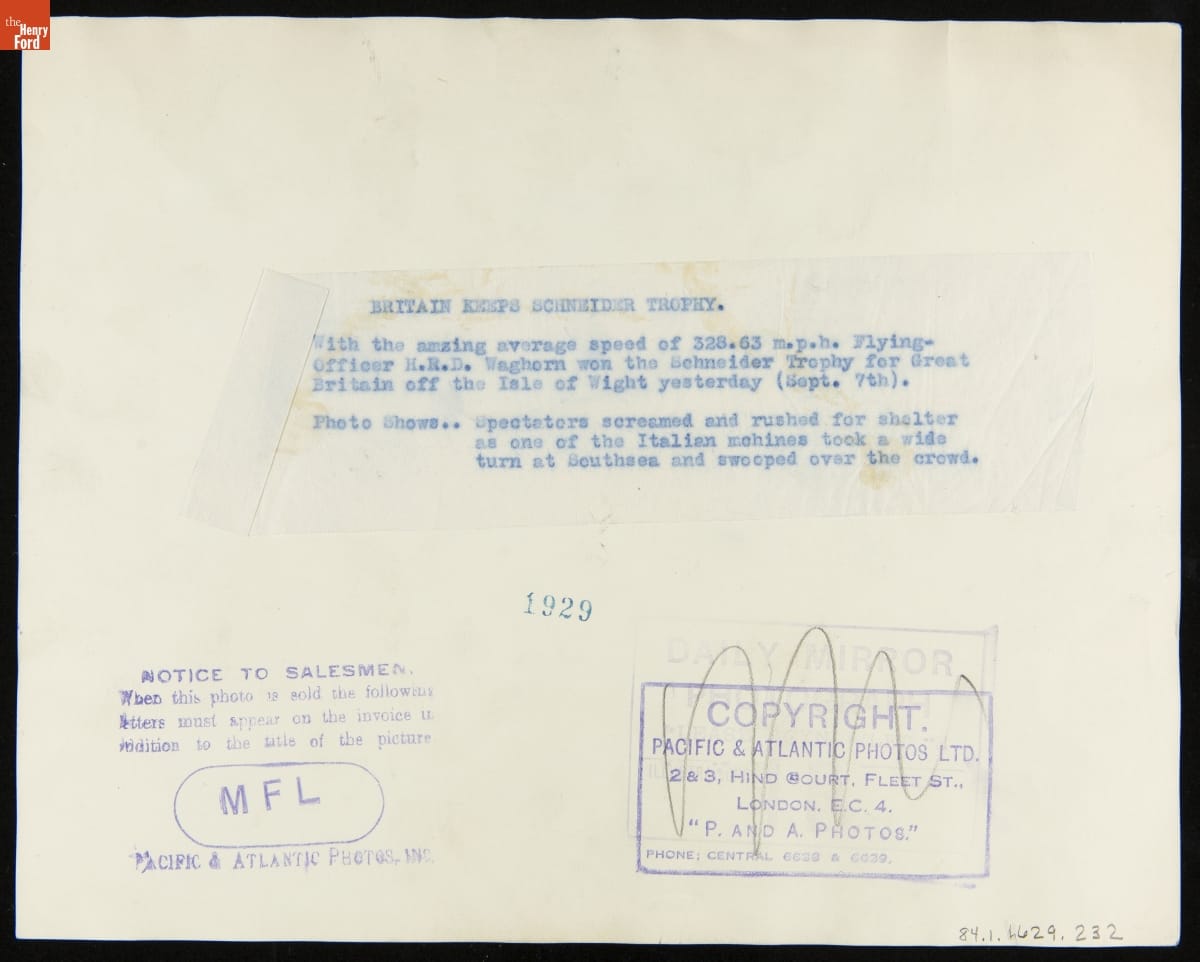 the
Henry
Ford
BRITAIN KEEPS SCHNEIDER TROPHY.
With the amzing average speed of 328.63 m.p.h. Flying-
Officer H.R.D. Waghorn won the Schneider Trophy for Great
Britain off the Isle of Wight yesterday (Sept. 7th).
Photo Shows.. Spectators screamed and rushed for shelter
as one of the Italian mchines took a wide
turn at Southsea and swooped over the crowd.
1929
NOTICE TO SALESMEN.
When this photo is sold the following
letters must appear on the invoice in
addition to the title of the picture
MFL
PACIFIC & ATLANTIC PHOTOS, INC.
DAILY MIRROR
COPYRIGHT.
PACIFIC & ATLANTIC PHOTOS LTD.
2 & 3, HIND COURT, FLEET ST.,
LONDON. E.C. 4.
"P. AND A. PHOTOS."
PHONE; CENTRAL 6638 & 6639.
84.1.1629.232